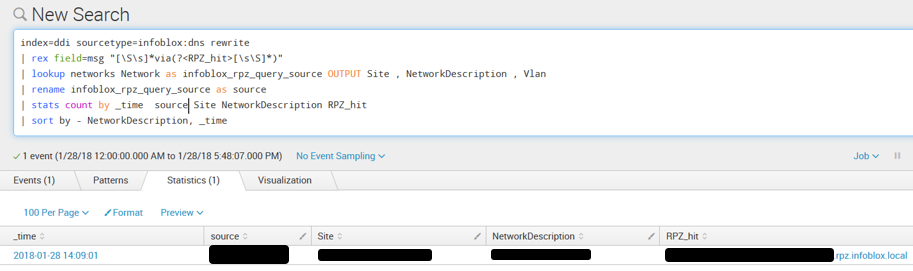 New Search
index=ddi sourcetype=infoblox:dns rewrite
| rex field=msg "[\S\s]*via(?<RPZ_hit>[\s\S]*)"
| lookup networks Network as infoblox_rpz_query_source OUTPUT Site , NetworkDescription , Vlan
| rename infoblox_rpz_query_source as source
| stats count by _time  source Site NetworkDescription RPZ_hit
| sort by - NetworkDescription, _time
✓ 1 event (1/28/18 12:00:00.000 AM to 1/28/18 5:48:07.000 PM) No Event Sampling Job
Events (1) Patterns Statistics (1) Visualization
100 Per Page Format Preview
_time source Site NetworkDescription RPZ_hit
2018-01-28 14:09:01 .rpz.infoblox.local